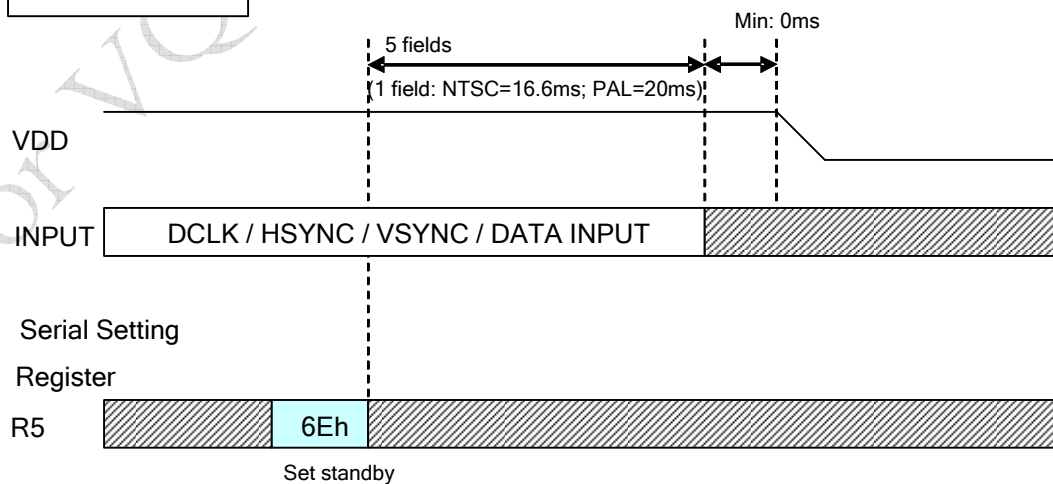 Min: 0ms
5 fields
(1 field: NTSC=16.6ms; PAL=20ms)
VDD
INPUT
DCLK / HSYNC / VSYNC / DATA INPUT
Serial Setting
Register
R5
6Eh
Set standby